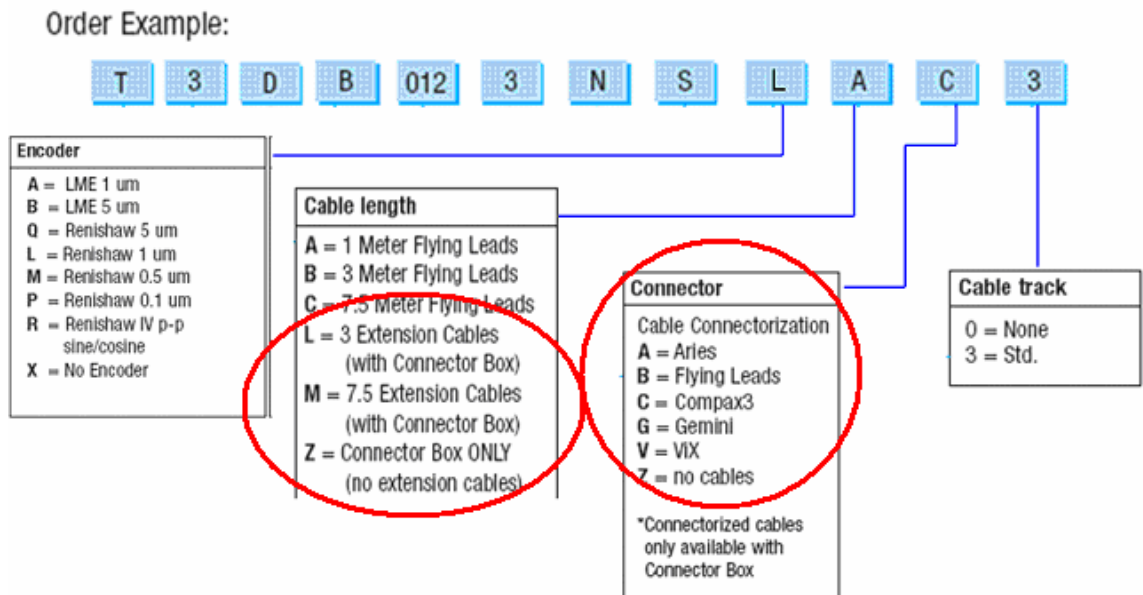 Order Example:
T 3 D B 012 3 N S L A C 3
Encoder
A = LME 1 um
B = LME 5 um
Q = Renishaw 5 um
L = Renishaw 1 um
M = Renishaw 0.5 um
P = Renishaw 0.1 um
R = Renishaw IV p-p
sine/cosine
X = No Encoder
Cable length
A = 1 Meter Flying Leads
B = 3 Meter Flying Leads
C = 7.5 Meter Flying Leads
L = 3 Extension Cables
(with Connector Box)
M = 7.5 Extension Cables
(with Connector Box)
Z = Connector Box ONLY
(no extension cables)
Connector
Cable Connectorization
A = Aries
B = Flying Leads
C = Compax3
G = Gemini
V = ViX
Z = no cables
*Connectorized cables
only available with
Connector Box
Cable track
0 = None
3 = Std.